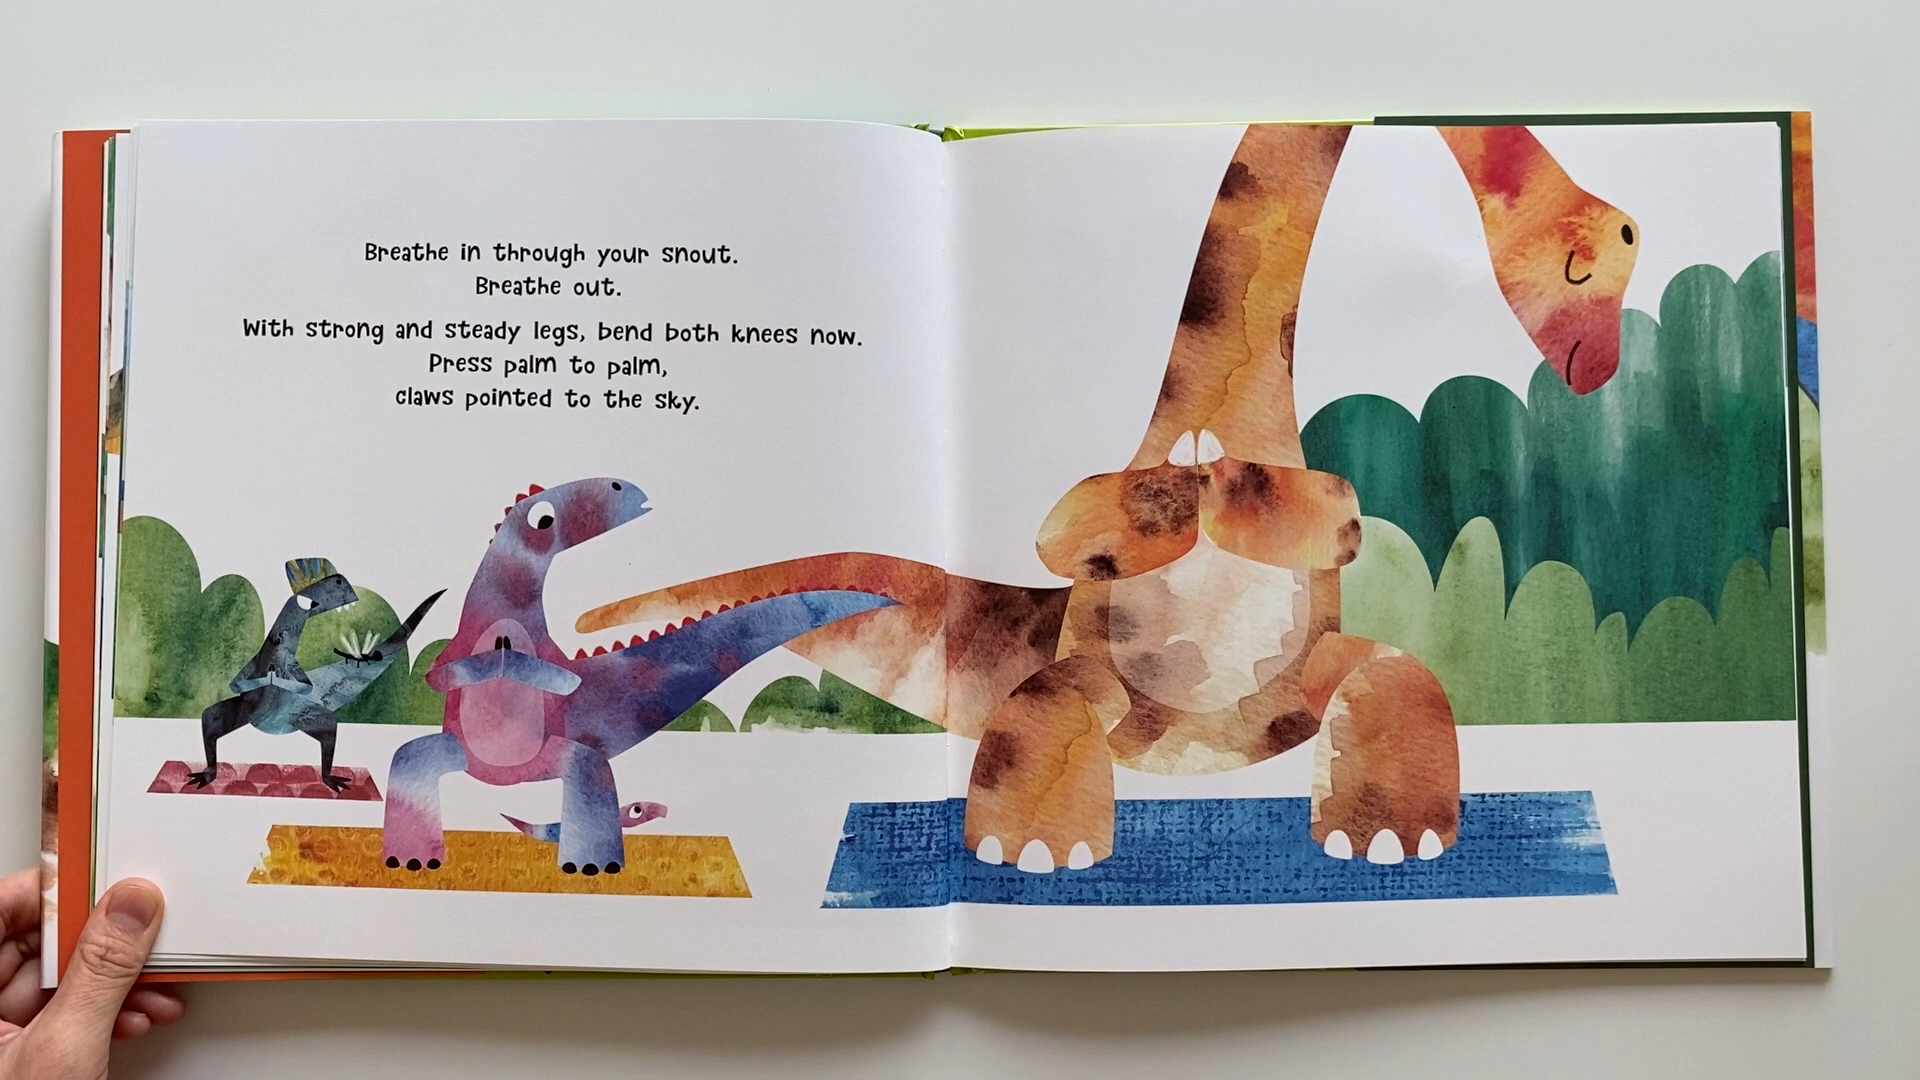 Breathe in through your snout.
Breathe out.
With strong and steady legs, bend both knees now.
Press palm to palm,
claws pointed to the sky.